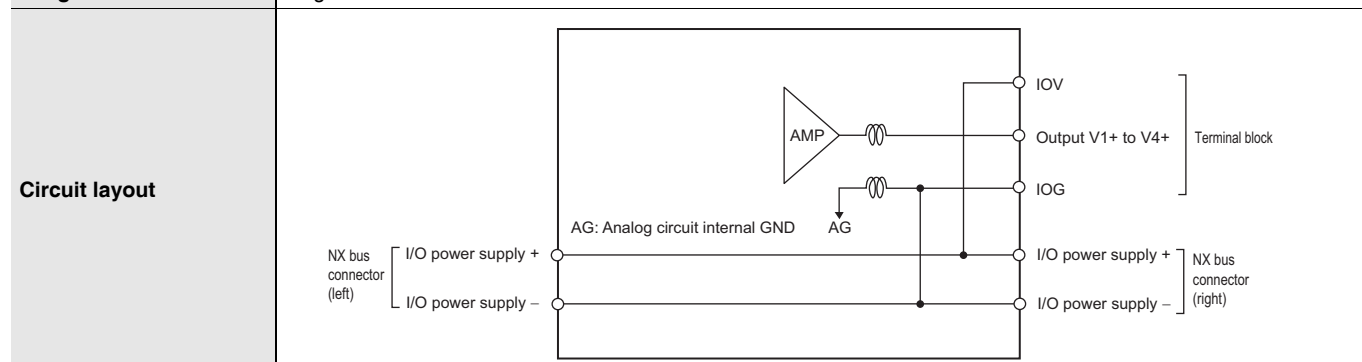 Circuit layout
IOV
AMP
Output V1+ to V4+
Terminal block
IOG
AG: Analog circuit internal GND
AG
NX bus
connector
(left)
I/O power supply +
I/O power supply –
I/O power supply +
I/O power supply –
NX bus
connector
(right)